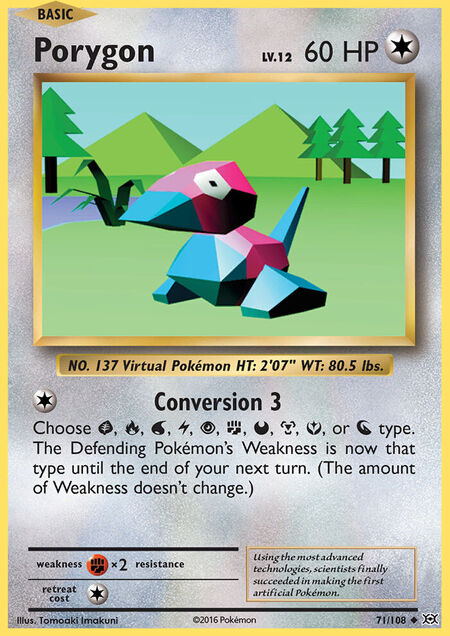 BASIC
Porygon LV.12 60 HP
NO. 137 Virtual Pokémon HT: 2'07" WT: 80.5 lbs.
Conversion 3
Choose , , , , , , , , , or type.
The Defending Pokémon's Weakness is now that
type until the end of your next turn. (The amount
of Weakness doesn't change.)
weakness ×2 resistance
retreat
cost
Using the most advanced
technologies, scientists finally
succeeded in making the first
artificial Pokémon.
Illus. Tomoaki Imakuni ©2016 Pokémon 71/108